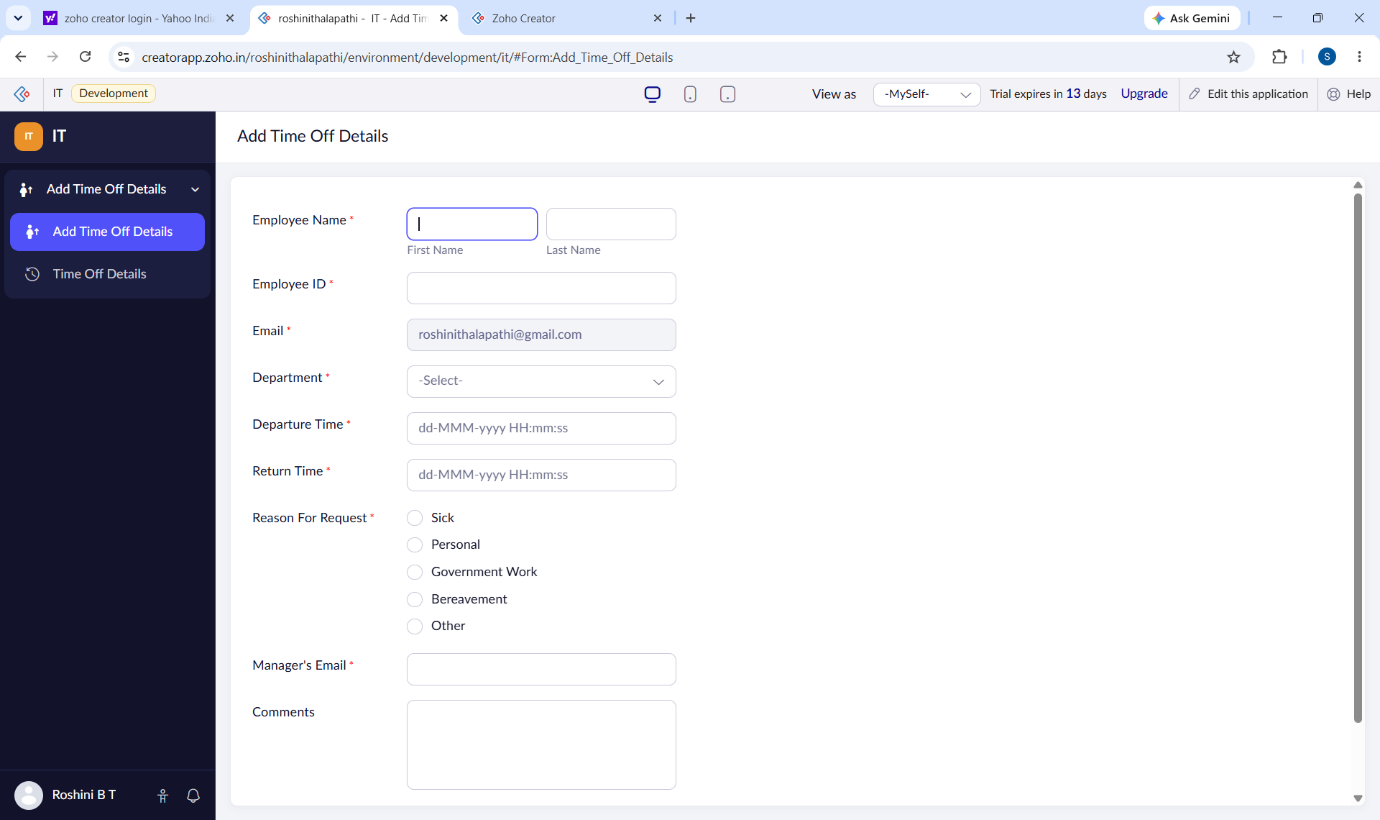 zoho creator login - Yahoo Indi
roshinithalapathi - IT - Add Tim
Zoho Creator
Ask Gemini
creatorapp.zoho.in/roshinithalapathi/environment/development/it/#Form:Add_Time_Off_Details
S
IT Development
View as -MySelf- Trial expires in 13 days Upgrade Edit this application Help
IT IT
Add Time Off Details
Add Time Off Details
Time Off Details
Roshini B T
Add Time Off Details
Employee Name *
First Name Last Name
Employee ID *
Email * roshinithalapathi@gmail.com
Department * -Select-
Departure Time * dd-MMM-yyyy HH:mm:ss
Return Time * dd-MMM-yyyy HH:mm:ss
Reason For Request * Sick
Personal
Government Work
Bereavement
Other
Manager's Email *
Comments